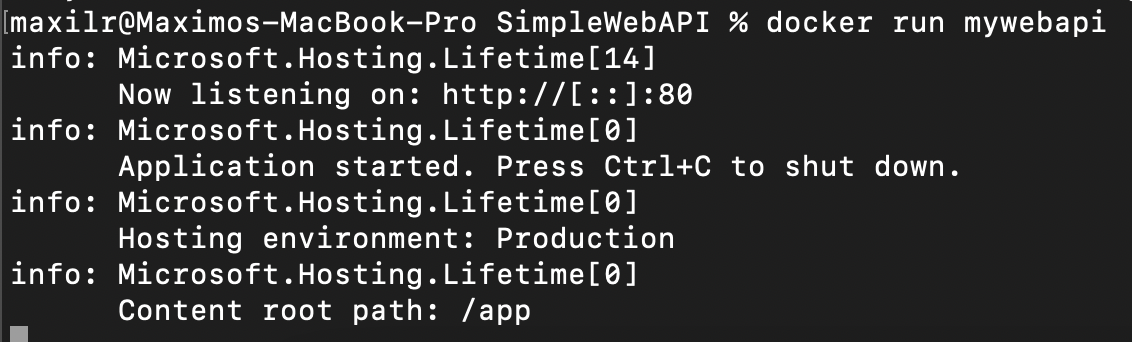 [maxilr@Maximos-MacBook-Pro SimpleWebAPI % docker run mywebapi
info: Microsoft.Hosting.Lifetime[14]
      Now listening on: http://[::]:80
info: Microsoft.Hosting.Lifetime[0]
      Application started. Press Ctrl+C to shut down.
info: Microsoft.Hosting.Lifetime[0]
      Hosting environment: Production
info: Microsoft.Hosting.Lifetime[0]
      Content root path: /app